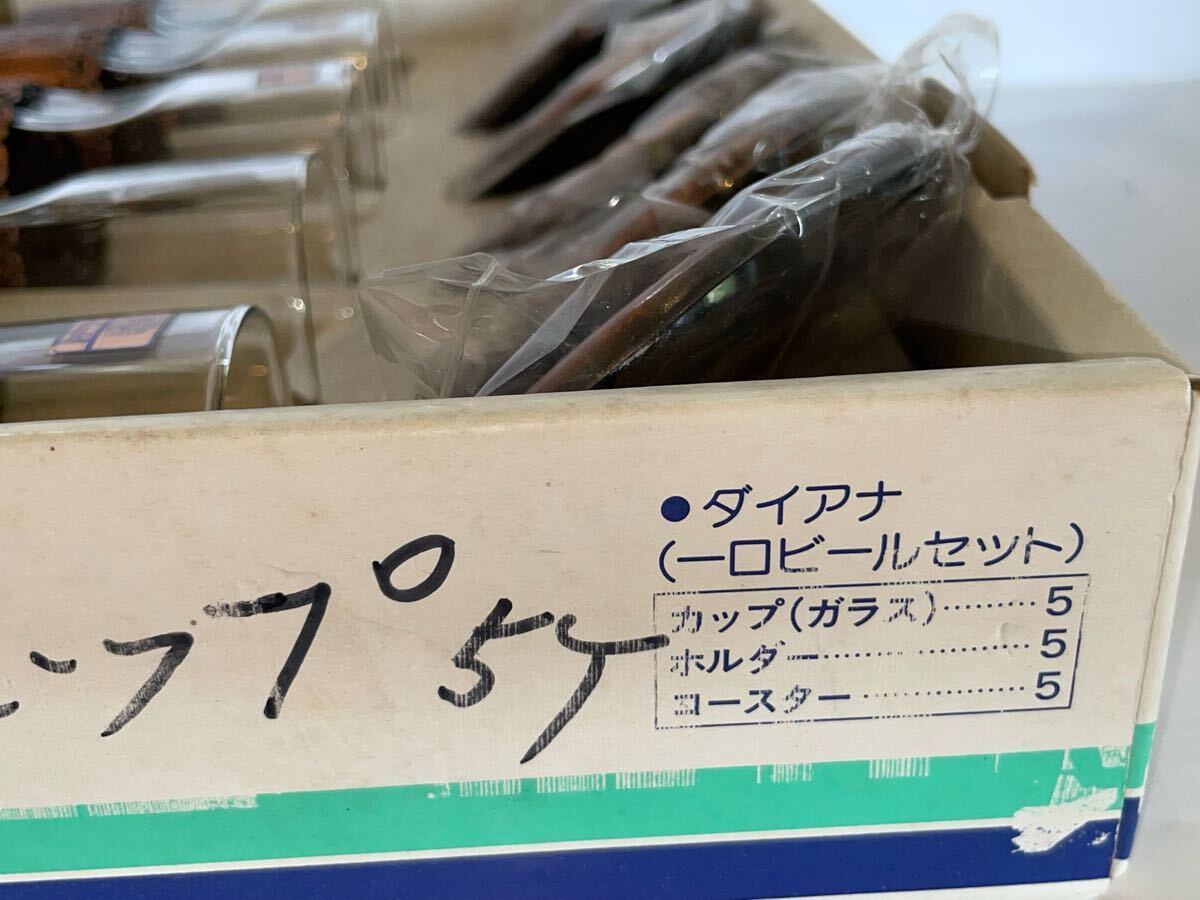 ●ダイアナ
(一口ビールセット)
カップ(ガラス)………5
ホルダー…………………5
コースター………………5
ップ 5ケ